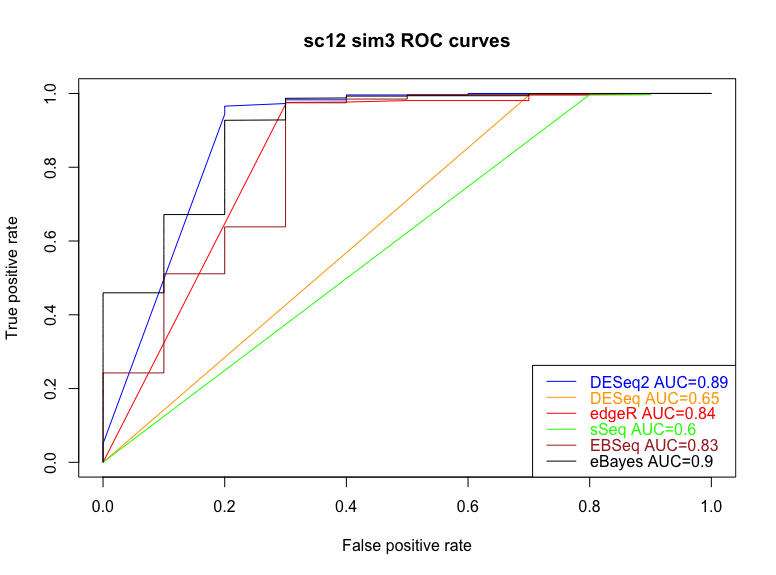 sc12 sim3 ROC curves
True positive rate
1.0
0.8
0.6
0.4
0.2
0.0
DESeq2 AUC=0.89
DESeq AUC=0.65
edgeR AUC=0.84
sSeq AUC=0.6
EBSeq AUC=0.83
eBayes AUC=0.9
0.0 0.2 0.4 0.6 0.8 1.0
False positive rate